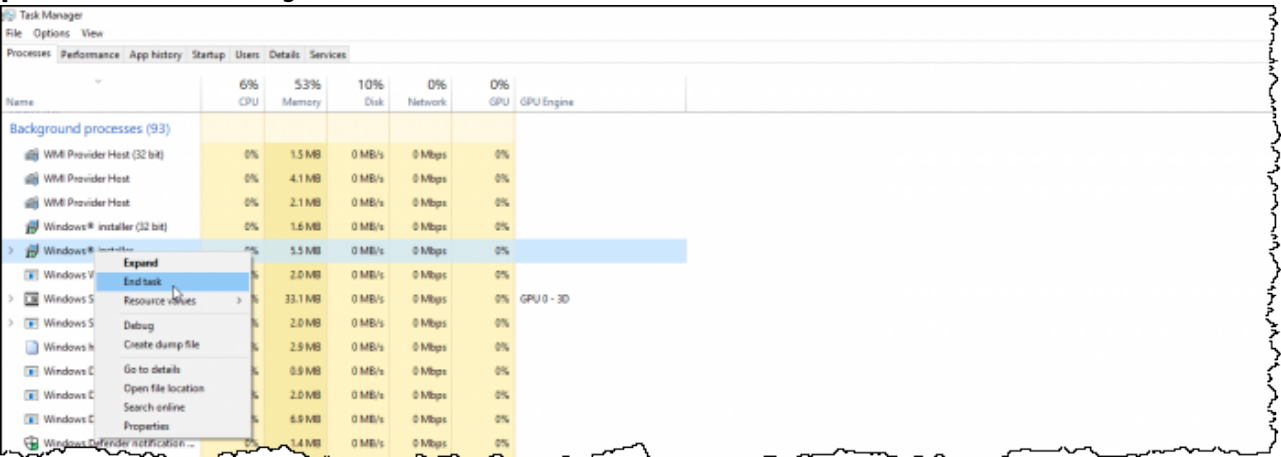 Task Manager
File Options View
Processes Performance App history Startup Users Details Services
6% 53% 10% 0% 0%
Name CPU Memory Disk Network GPU GPU Engine
Background processes (93)
WMI Provider Host (32 bit) 0% 1.5 MB 0 MB/s 0 Mbps 0%
WMI Provider Host 0% 4.1 MB 0 MB/s 0 Mbps 0%
WMI Provider Host 0% 2.1 MB 0 MB/s 0 Mbps 0%
Windows® installer (32 bit) 0% 1.6 MB 0 MB/s 0 Mbps 0%
Windows® installer 0% 5.5 MB 0 MB/s 0 Mbps 0%
Expand
Windows % 2.0 MB 0 MB/s 0 Mbps 0%
End task
Windows S % 33.1 MB 0 MB/s 0 Mbps 0% GPU 0 - 3D
Resource values >
Windows S % 2.0 MB 0 MB/s 0 Mbps 0%
Debug
Windows h % 2.9 MB 0 MB/s 0 Mbps 0%
Create dump file
Windows D % 0.9 MB 0 MB/s 0 Mbps 0%
Go to details
Windows D % 2.0 MB 0 MB/s 0 Mbps 0%
Open file location
Windows D % 6.9 MB 0 MB/s 0 Mbps 0%
Search online
Properties
Windows Defender notification ... 0% 1.4 MB 0 MB/s 0 Mbps 0%